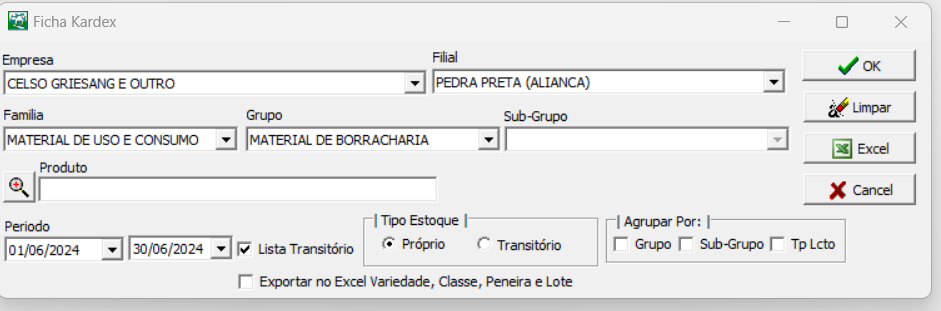 Ficha Kardex
Empresa
Filial
CELSO GRIESANG E OUTRO
PEDRA PRETA (ALIANCA)
OK
Familia
Grupo
Sub-Grupo
Limpar
MATERIAL DE USO E CONSUMO
MATERIAL DE BORRACHARIA
Excel
Produto
Cancel
Periodo
| Tipo Estoque |
| Agrupar Por: |
01/06/2024
30/06/2024
Lista Transitório
Próprio
Transitório
Grupo
Sub-Grupo
Tp Lcto
Exportar no Excel Variedade, Classe, Peneira e Lote